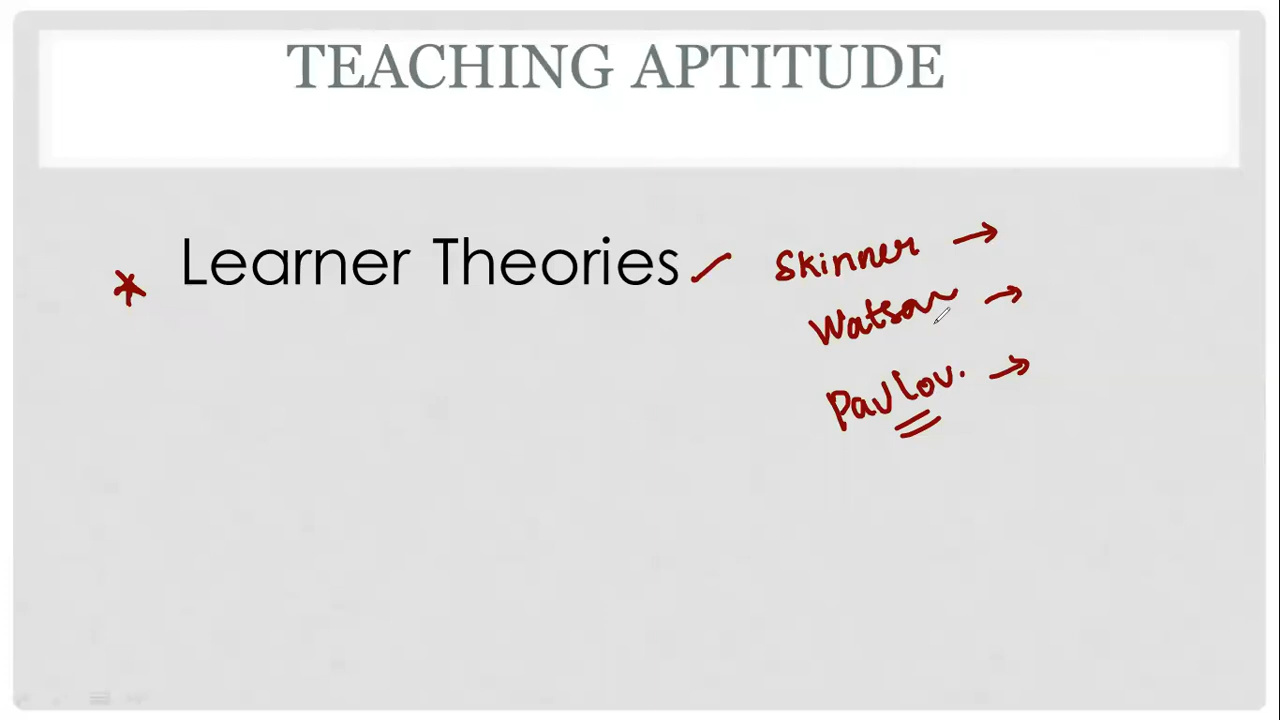 TEACHING APTITUDE
Learner Theories
Skinner →
Watson →
Pavlov. →